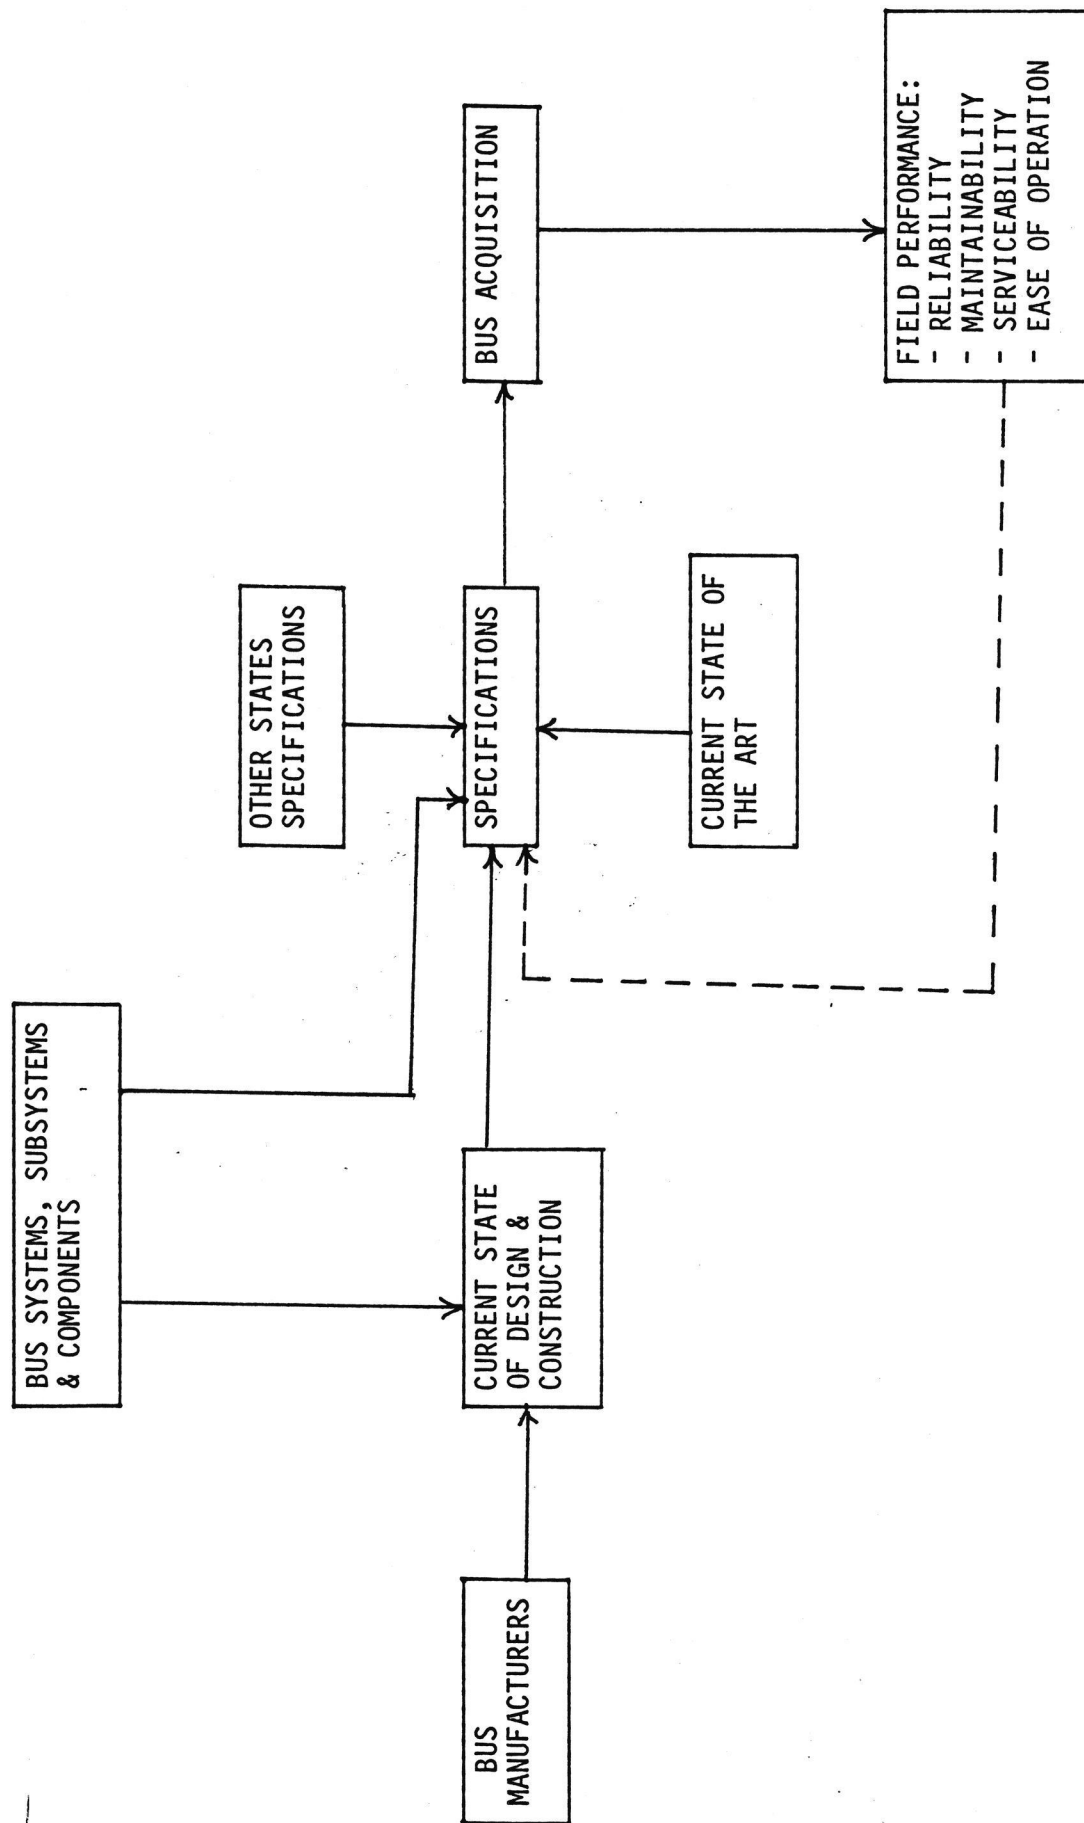 BUS SYSTEMS, SUBSYSTEMS
& COMPONENTS
OTHER STATES
SPECIFICATIONS
BUS
MANUFACTURERS
CURRENT STATE
OF DESIGN &
CONSTRUCTION
SPECIFICATIONS
BUS ACQUISITION
CURRENT STATE OF
THE ART
FIELD PERFORMANCE:
- RELIABILITY
- MAINTAINABILITY
- SERVICEABILITY
- EASE OF OPERATION